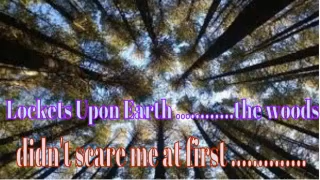 Lockets Upon Earth ............the woods
didn't scare me at first ..............